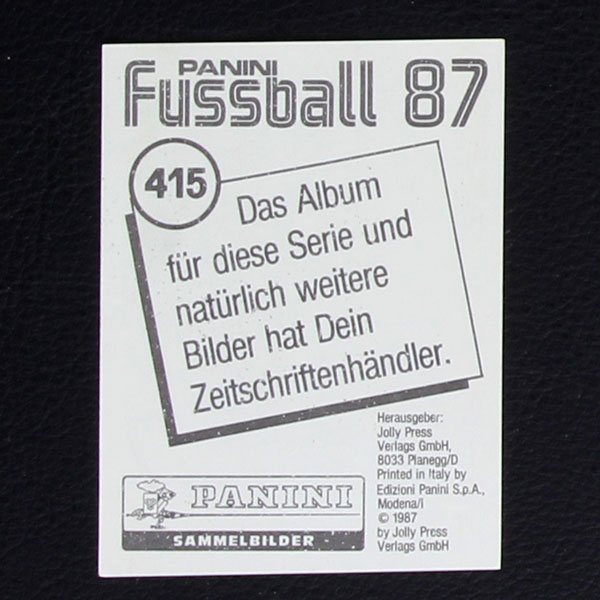 PANINI
Fussball 87
415
Das Album
für diese Serie und
natürlich weitere
Bilder hat Dein
Zeitschriftenhändler.
Herausgeber:
Jolly Press
Verlags GmbH,
8033 Planegg/D
Printed in Italy by
Edizioni Panini S.p.A.,
Modena/i
© 1987
by Jolly Press
Verlags GmbH
PANINI
SAMMELBILDER